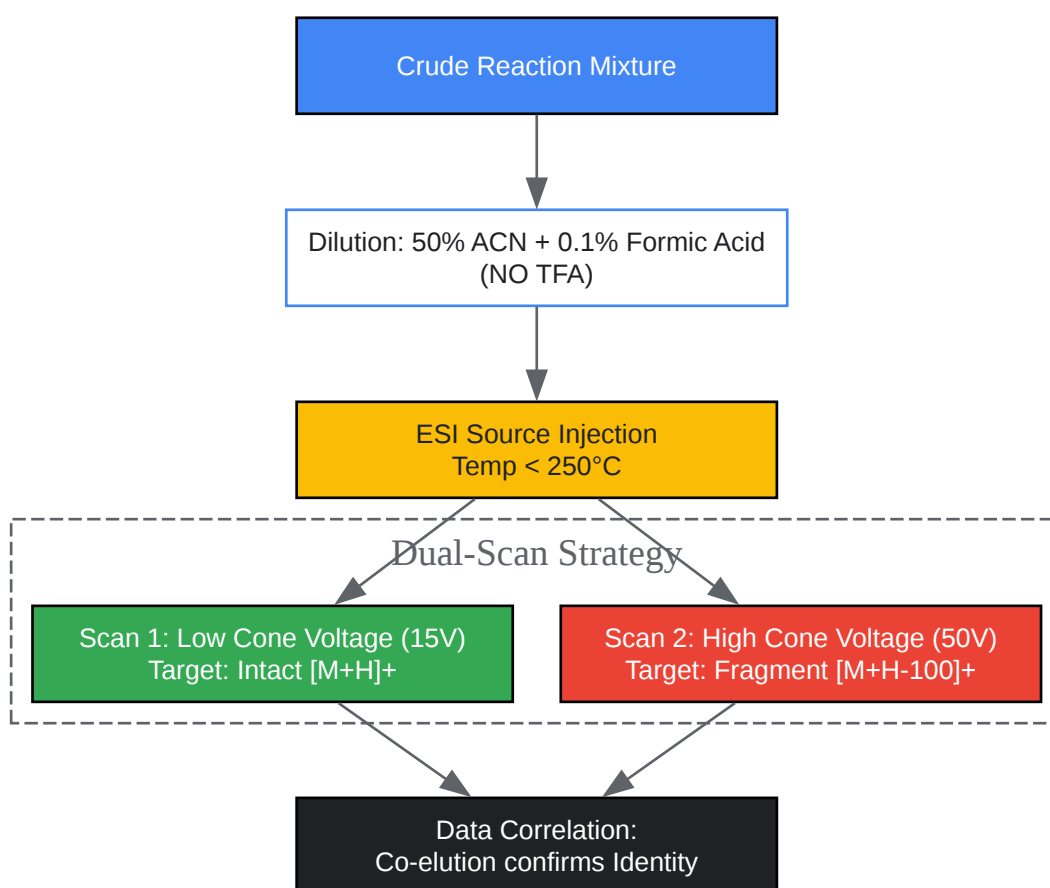 Crude Reaction Mixture
Dilution: 50% ACN + 0.1% Formic Acid
(NO TFA)
ESI Source Injection
Temp < 250°C
Dual-Scan Strategy
Scan 1: Low Cone Voltage (15V)
Target: Intact [M+H]+
Scan 2: High Cone Voltage (50V)
Target: Fragment [M+H-100]+
Data Correlation:
Co-elution confirms Identity